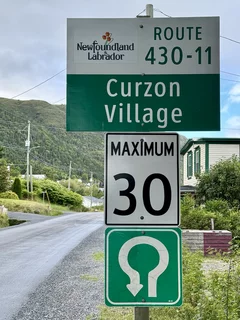 Newfoundland
Labrador
ROUTE
430-11
Curzon
Village
MAXIMUM
30